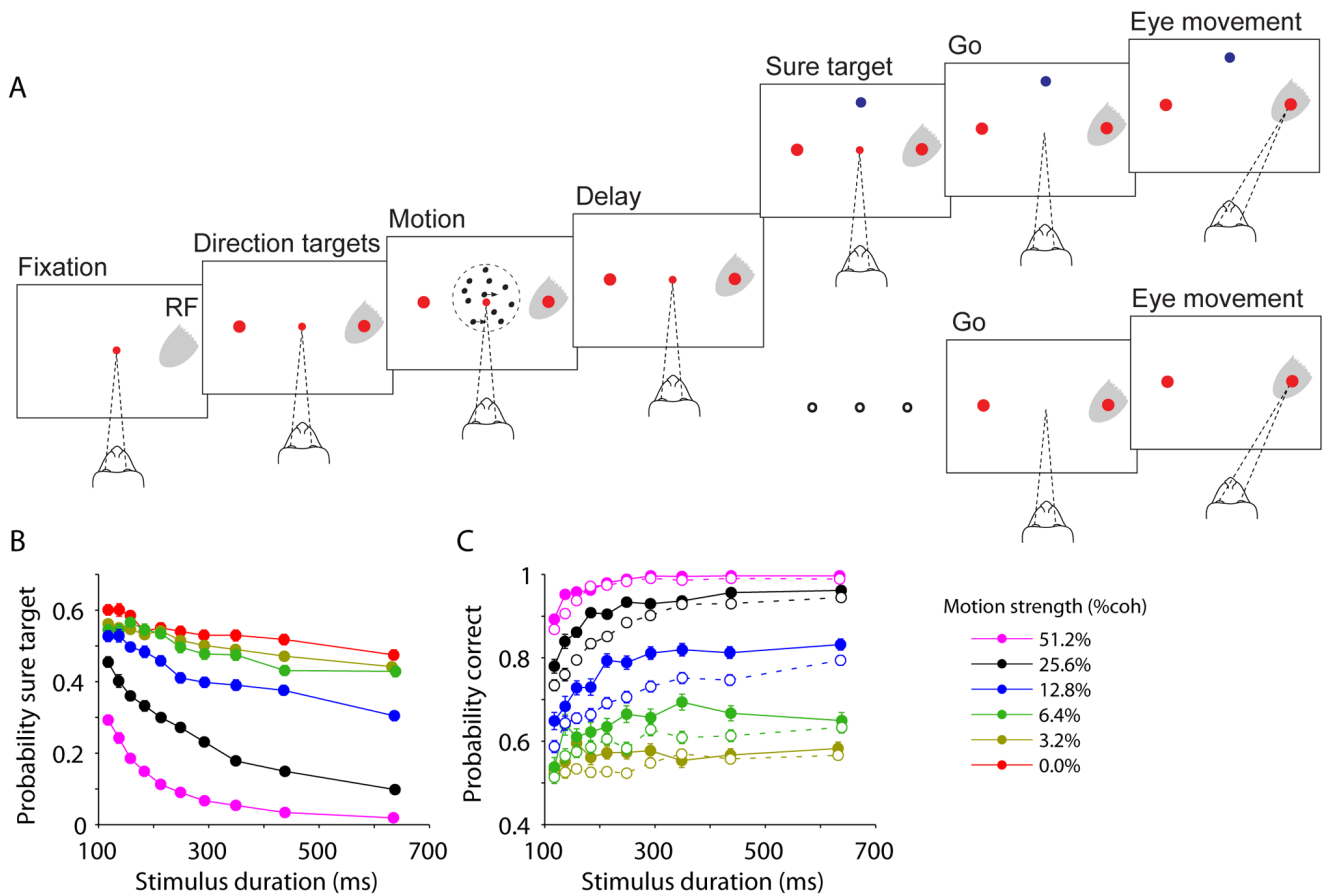 A
Fixation
RF
Direction targets
Motion
Delay
Sure target
Go
Eye movement
Go
Eye movement
B
Probability sure target
0.6
0.4
0.2
0
100
300
500
700
Stimulus duration (ms)
C
Probability correct
1
0.8
0.6
0.4
100
300
500
700
Stimulus duration (ms)
Motion strength (%coh)
51.2%
25.6%
12.8%
6.4%
3.2%
0.0%